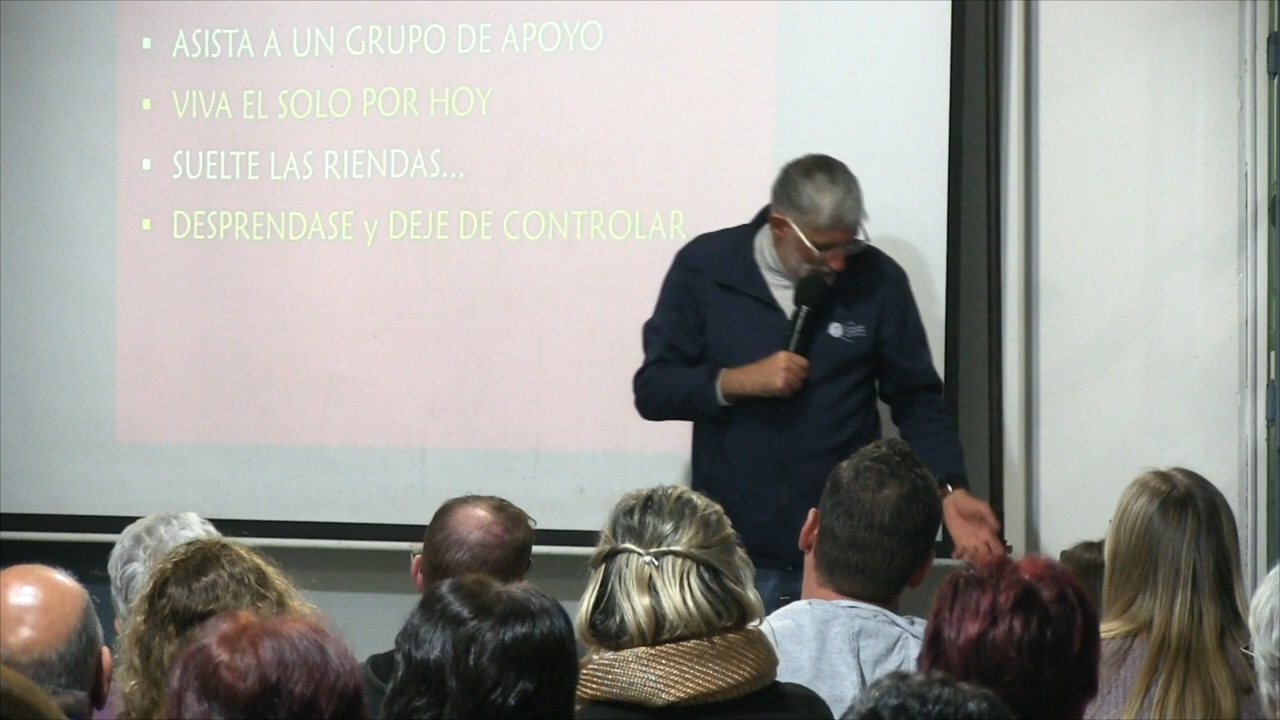 ▪ ASISTA A UN GRUPO DE APOYO
▪ VIVA EL SOLO POR HOY
▪ SUELTE LAS RIENDAS...
▪ DESPRENDASE y DEJE DE CONTROLAR